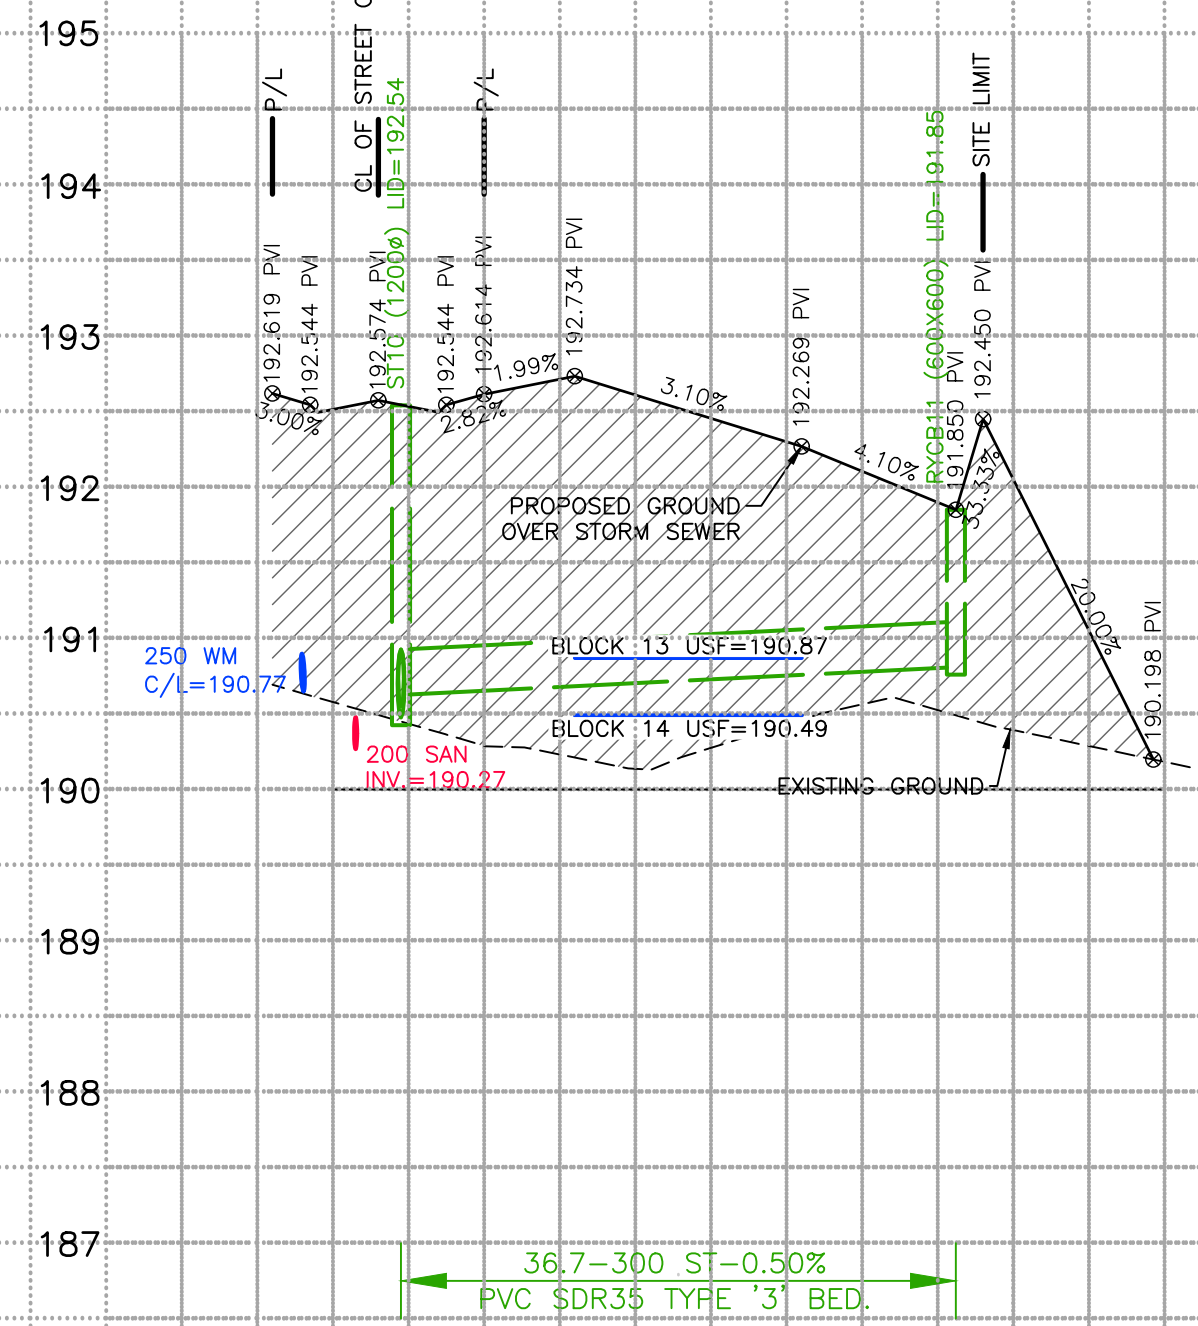 195
194
193
192
191
190
189
188
187
P/L
CL OF STREET
ST10 (1200ø) LID=192.54
P/L
RYCB11 (600X600) LID=191.85
SITE LIMIT
192.619 PVI
192.544 PVI
192.574 PVI
192.544 PVI
192.614 PVI
192.734 PVI
192.269 PVI
191.850 PVI
192.450 PVI
190.198 PVI
3.00%
2.82%
1.99%
3.10%
4.10%
33.33%
20.00%
PROPOSED GROUND
OVER STORM SEWER
BLOCK 13 USF=190.87
BLOCK 14 USF=190.49
250 WM
C/L=190.77
200 SAN
INV.=190.27
EXISTING GROUND
36.7-300 ST-0.50%
PVC SDR35 TYPE '3' BED.